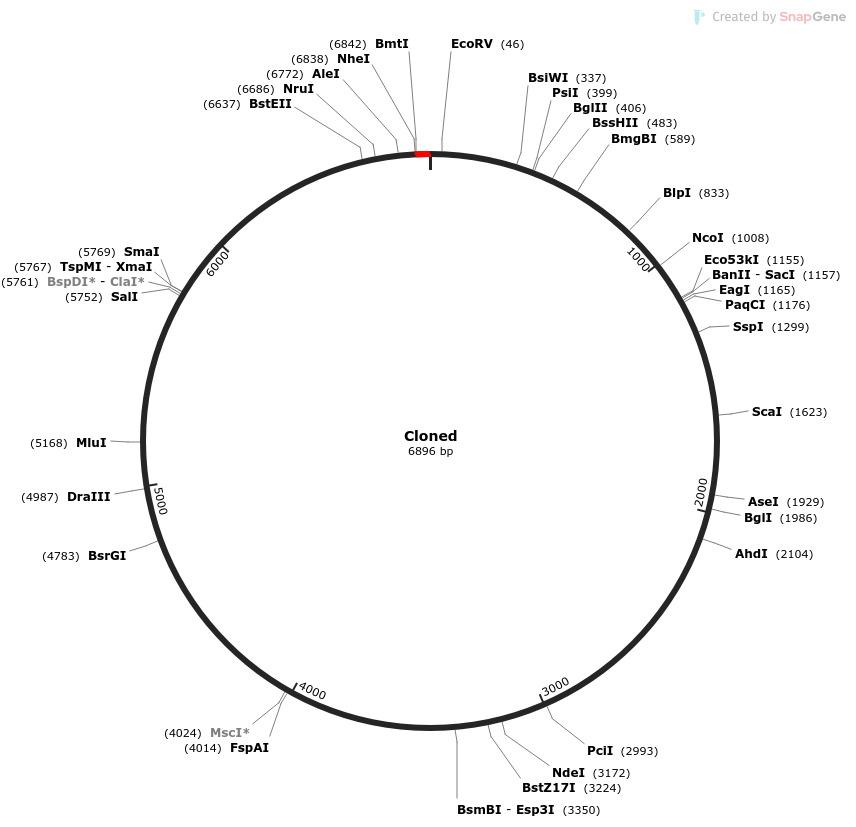 Created by SnapGene
(6842) BmtI
EcoRV (46)
(6838) NheI
(6772) AleI
(6686) NruI
(6637) BstEII
BsiWI (337)
PsiI (399)
BglII (406)
BssHII (483)
BmgBI (589)
BlpI (833)
NcoI (1008)
1000
6000
(5769) SmaI
(5767) TspMI - XmaI
(5761) BspDI* - ClaI*
(5752) SalI
Eco53kI (1155)
BanII - SacI (1157)
EagI (1165)
PaqCI (1176)
SspI (1299)
ScaI (1623)
Cloned
6896 bp
(5168) MluI
(4987) DraIII
5000
(4783) BsrGI
2000
AseI (1929)
BglI (1986)
AhdI (2104)
4000
3000
(4024) MscI*
(4014) FspAI
PciI (2993)
NdeI (3172)
BstZ17I (3224)
BsmBI - Esp3I (3350)